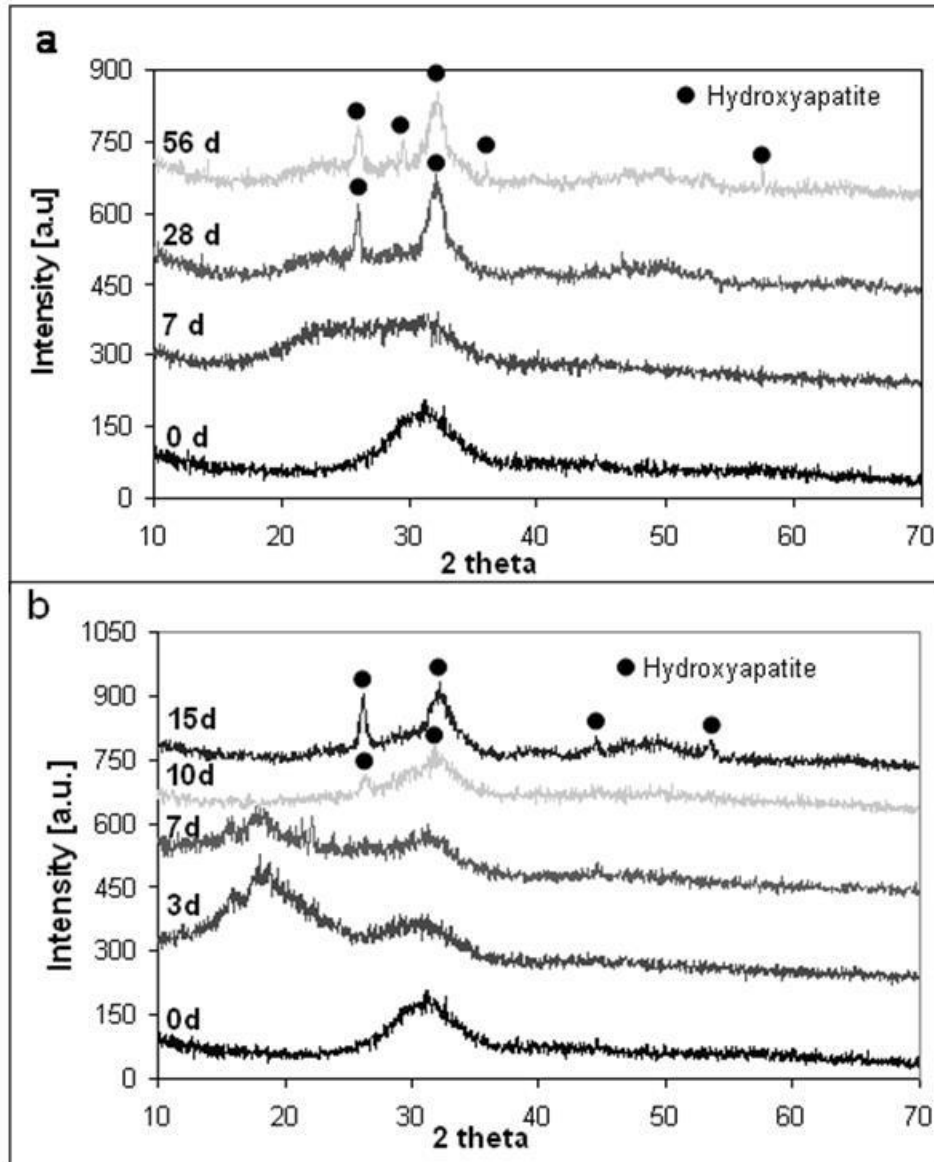 a
900
● Hydroxyapatite
750
56 d
600
28 d
450
7 d
300
150
0 d
0
10 20 30 40 50 60 70
2 theta
Intensity [a.u]
b
1050
● Hydroxyapatite
900
15d
750
10d
600
7d
450
3d
300
150
0d
0
10 20 30 40 50 60 70
2 theta
Intensity [a.u.]